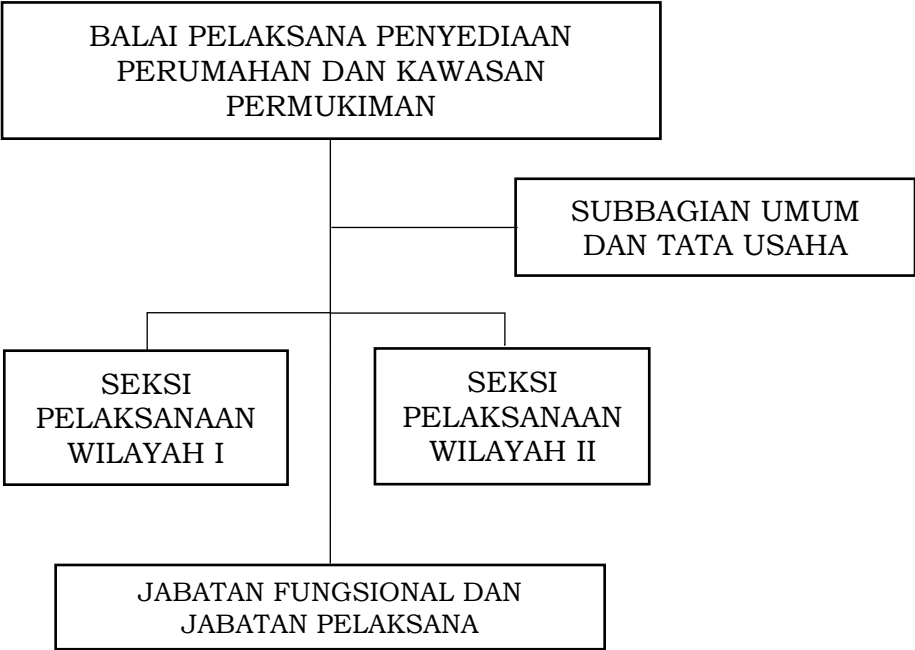 BALAI PELAKSANA PENYEDIAAN
PERUMAHAN DAN KAWASAN
PERMUKIMAN
SUBBAGIAN UMUM
DAN TATA USAHA
SEKSI
PELAKSANAAN
WILAYAH I
SEKSI
PELAKSANAAN
WILAYAH II
JABATAN FUNGSIONAL DAN
JABATAN PELAKSANA